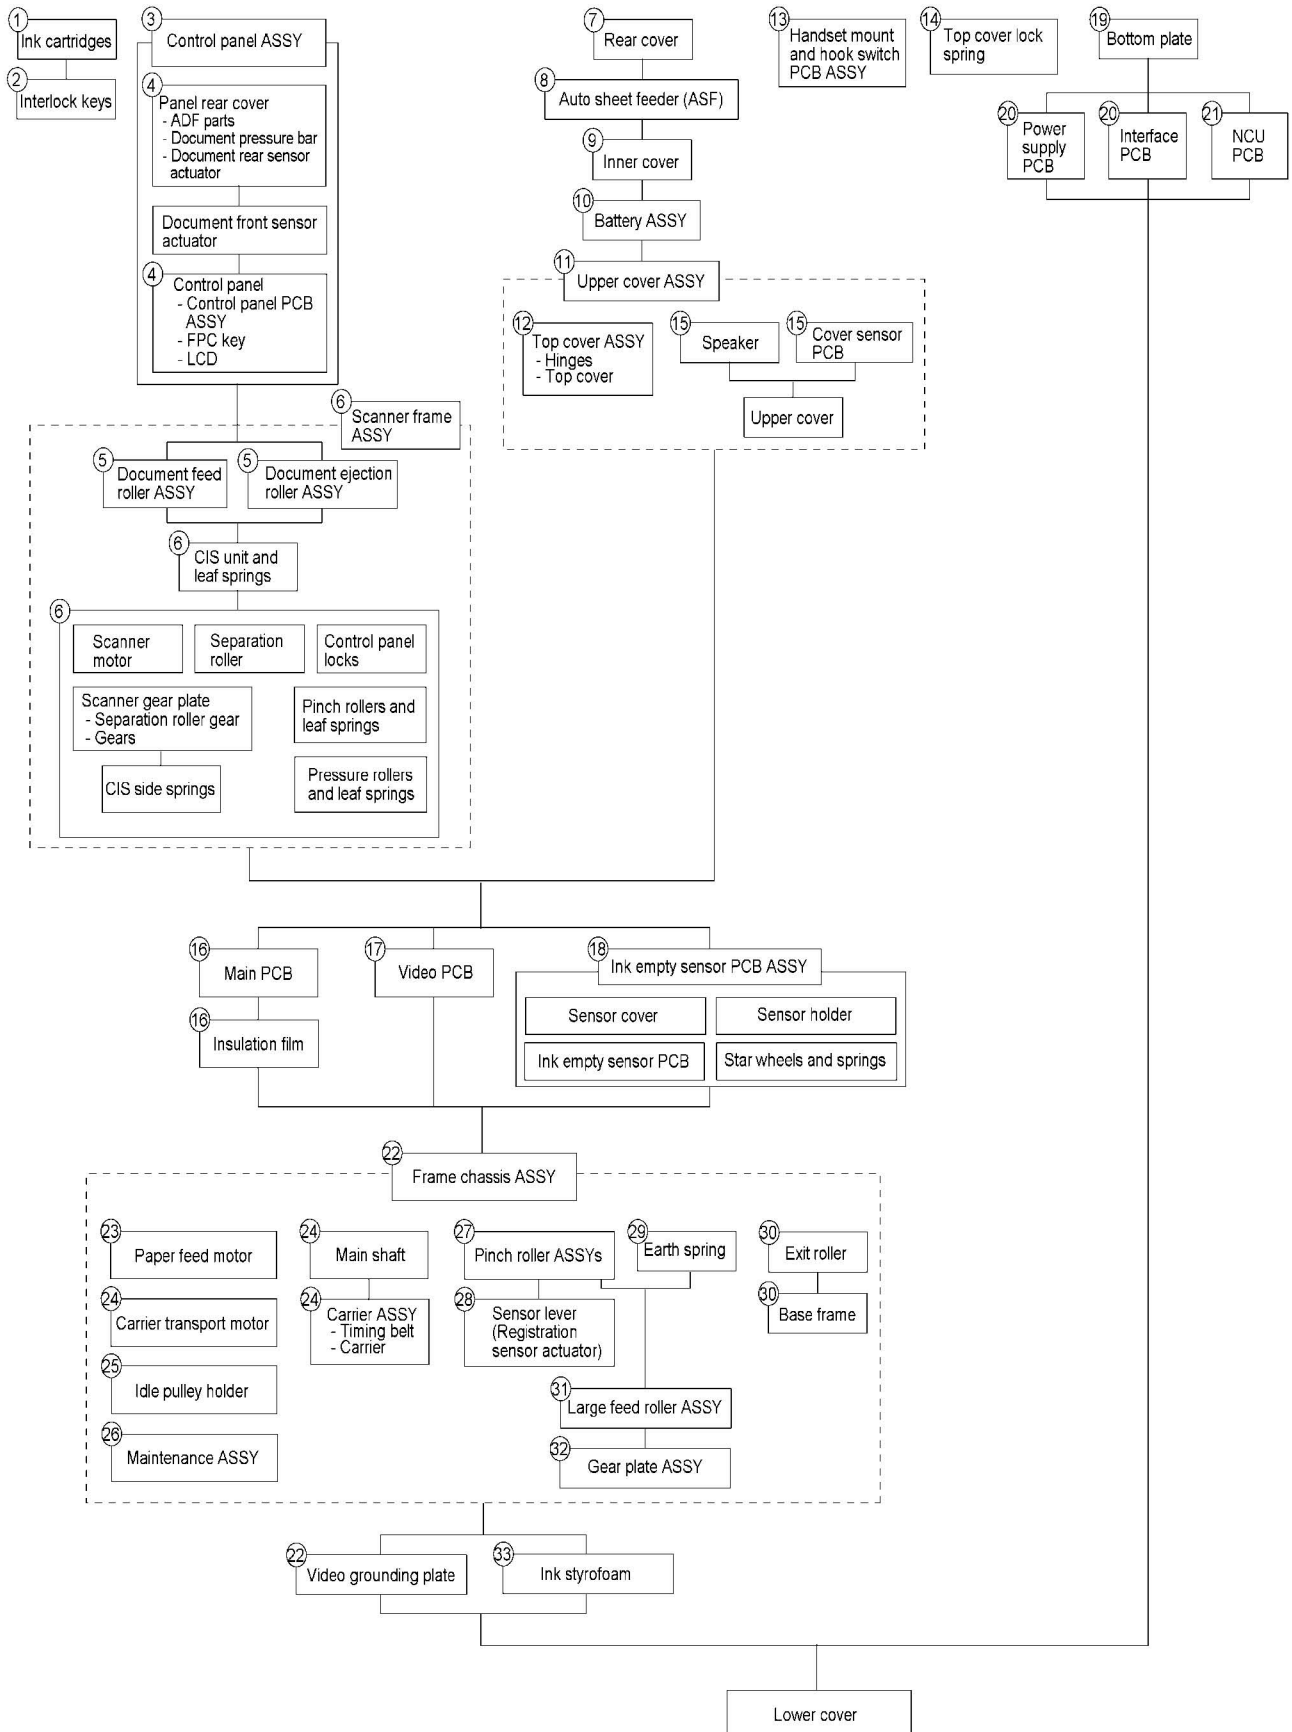 1
Ink cartridges
2
Interlock keys
3
Control panel ASSY
4
Panel rear cover
- ADF parts
- Document pressure bar
- Document rear sensor
actuator
Document front sensor
actuator
4
Control panel
- Control panel PCB
ASSY
- FPC key
- LCD
6
Scanner frame
ASSY
5
Document feed
roller ASSY
5
Document ejection
roller ASSY
6
CIS unit and
leaf springs
6
Scanner
motor
Separation
roller
Control panel
locks
Scanner gear plate
- Separation roller gear
- Gears
Pinch rollers and
leaf springs
CIS side springs
Pressure rollers
and leaf springs
7
Rear cover
8
Auto sheet feeder (ASF)
9
Inner cover
10
Battery ASSY
11
Upper cover ASSY
12
Top cover ASSY
- Hinges
- Top cover
15
Speaker
15
Cover sensor
PCB
Upper cover
13
Handset mount
and hook switch
PCB ASSY
14
Top cover lock
spring
19
Bottom plate
20
Power
supply
PCB
20
Interface
PCB
21
NCU
PCB
16
Main PCB
16
Insulation film
17
Video PCB
18
Ink empty sensor PCB ASSY
Sensor cover
Sensor holder
Ink empty sensor PCB
Star wheels and springs
22
Frame chassis ASSY
23
Paper feed motor
24
Carrier transport motor
25
Idle pulley holder
26
Maintenance ASSY
24
Main shaft
24
Carrier ASSY
- Timing belt
- Carrier
27
Pinch roller ASSYs
28
Sensor lever
(Registration
sensor actuator)
29
Earth spring
31
Large feed roller ASSY
32
Gear plate ASSY
30
Exit roller
30
Base frame
22
Video grounding plate
33
Ink styrofoam
Lower cover